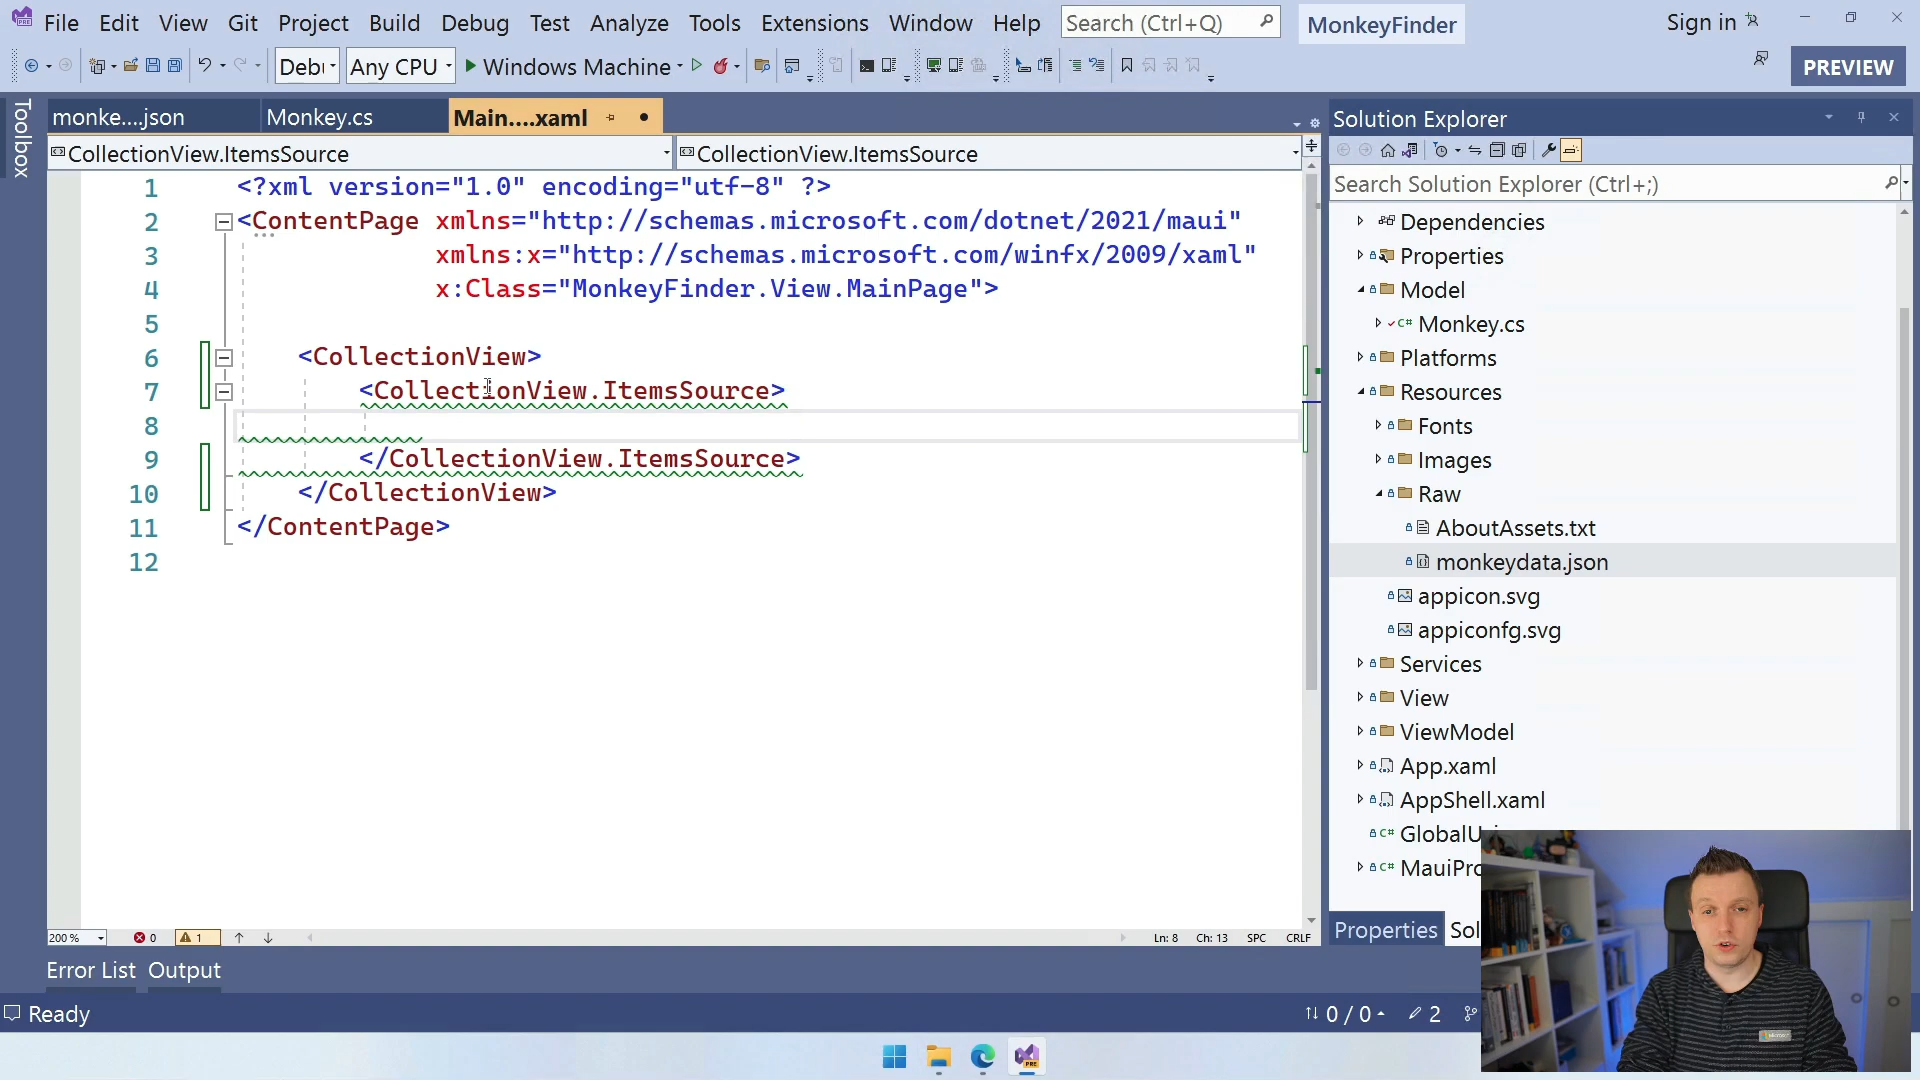 File Edit View Git Project Build Debug Test Analyze Tools Extensions Window Help Search (Ctrl+Q) MonkeyFinder Sign in
Any CPU Windows Machine PREVIEW
Toolbox
monke....json Monkey.cs Main....xaml
CollectionView.ItemsSource CollectionView.ItemsSource
1 <?xml version="1.0" encoding="utf-8" ?>
2 <ContentPage xmlns="http://schemas.microsoft.com/dotnet/2021/maui"
3 xmlns:x="http://schemas.microsoft.com/winfx/2009/xaml"
4 x:Class="MonkeyFinder.View.MainPage">
5
6 <CollectionView>
7 <CollectionView.ItemsSource>
8
9 </CollectionView.ItemsSource>
10 </CollectionView>
11 </ContentPage>
12
200 % 0 1 Ln: 8 Ch: 13 SPC CRLF
Solution Explorer
Search Solution Explorer (Ctrl+;)
Dependencies
Properties
Model
C# Monkey.cs
Platforms
Resources
Fonts
Images
Raw
AboutAssets.txt
monkeydata.json
appicon.svg
appiconfg.svg
Services
View
ViewModel
App.xaml
AppShell.xaml
C#
C#
Properties
Error List Output
Ready 0 / 0 2